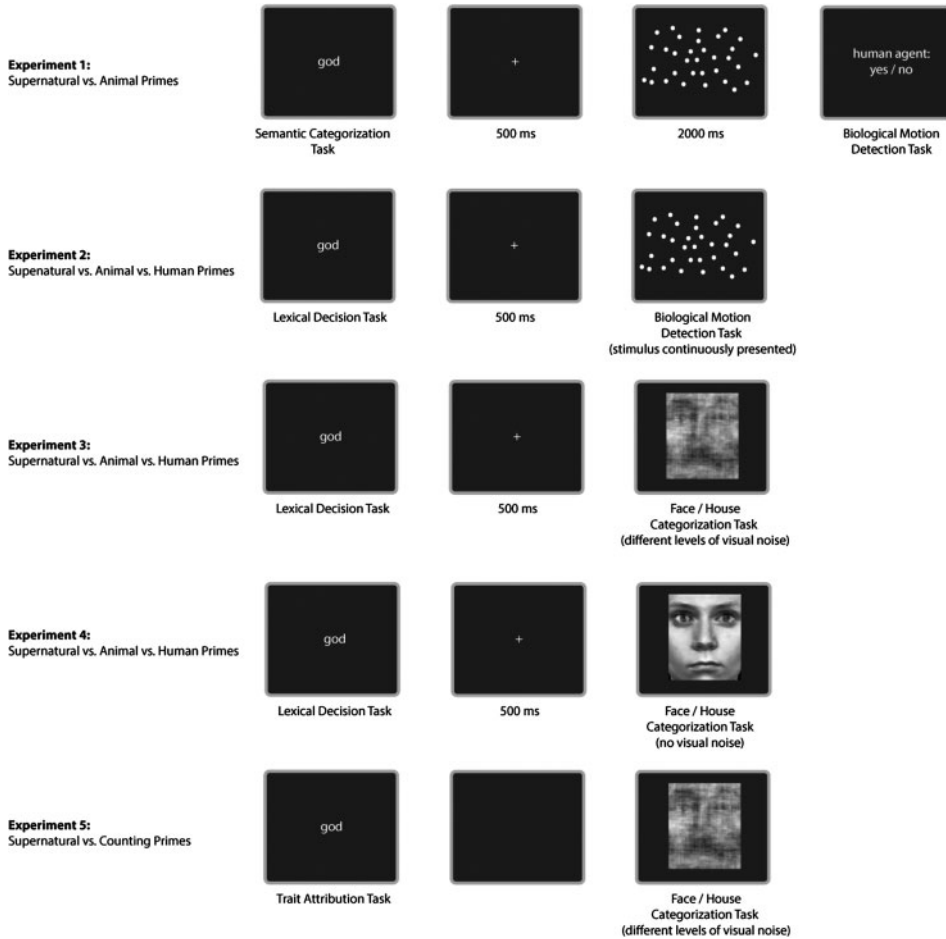 god
+
human agent:
yes / no
Experiment 1:
Supernatural vs. Animal Primes
Semantic Categorization
Task
500 ms
2000 ms
Biological Motion
Detection Task
god
+
Experiment 2:
Supenatural vs. Animal vs. Human Primes
Lexical Decision Task
500 ms
Biological Motion
Detection Task
(stimulus continuously presented)
god
+
Experiment 3:
Supernatural vs. Animal vs. Human Primes
Lexical Decision Task
500 ms
Face / House
Categorization Task
(different levels of visual noise)
god
+
Experiment 4:
Supernatural vs. Animal vs. Human Primes
Lexical Decision Task
500 ms
Face / House
Categorization Task
(no visual noise)
god
Experiment 5:
Supernatural vs. Counting Primes
Trait Attribution Task
Face / House
Categorization Task
(different levels of visual noise)